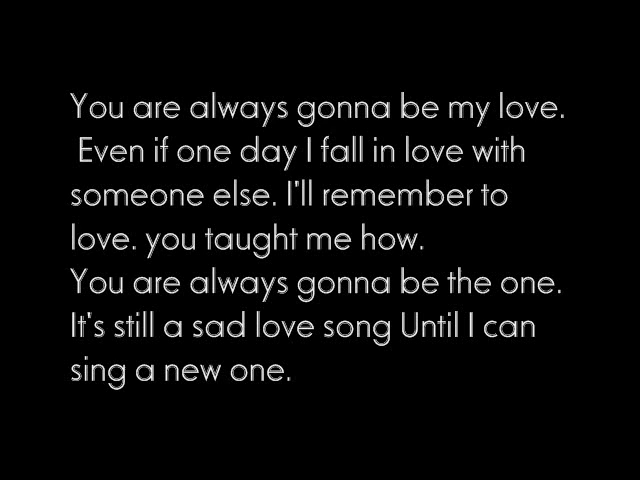 You are always gonna be my love.
Even if one day I fall in love with
someone else. I'll remember to
love. you taught me how.
You are always gonna be the one.
It's still a sad love song Until I can
sing a new one.